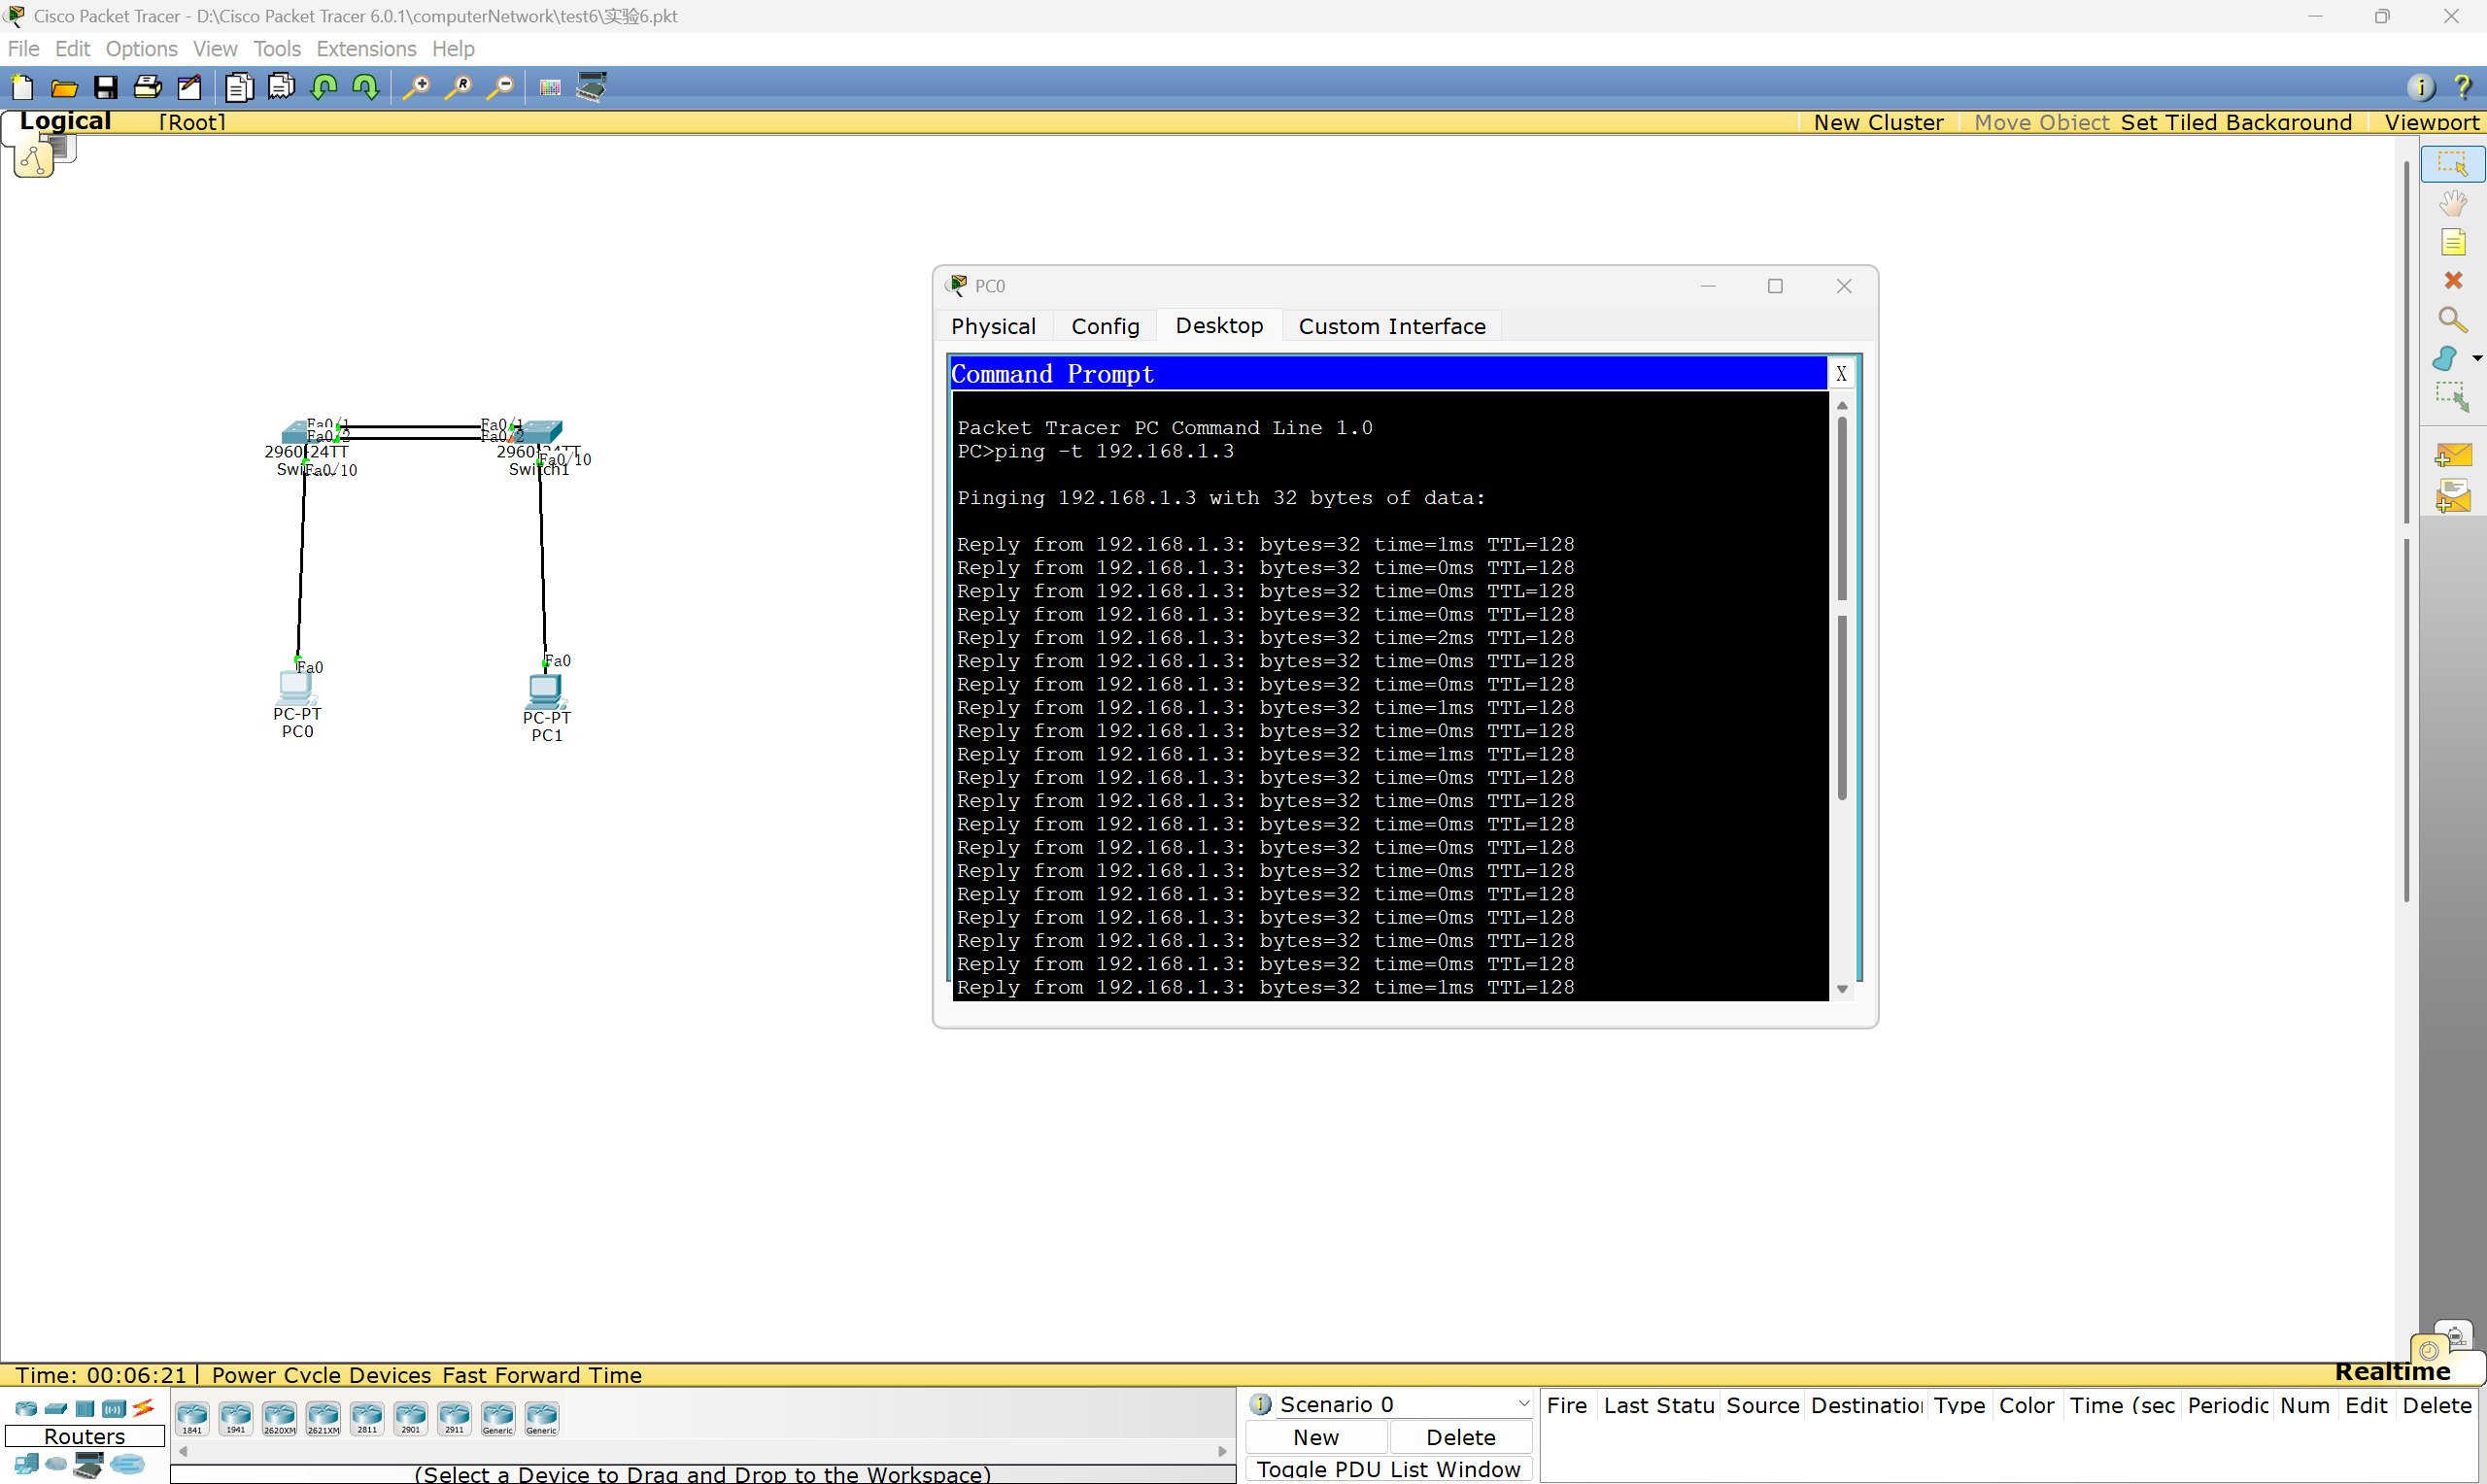 Cisco Packet Tracer - D:\Cisco Packet Tracer 6.0.1\computerNetwork\test6\实验6.pkt
File Edit Options View Tools Extensions Help
Logical [Root] New Cluster Move Object Set Tiled Background Viewport
PC0
Physical Config Desktop Custom Interface
Command Prompt X
Packet Tracer PC Command Line 1.0
PC>ping -t 192.168.1.3
Pinging 192.168.1.3 with 32 bytes of data:
Reply from 192.168.1.3: bytes=32 time=1ms TTL=128
Reply from 192.168.1.3: bytes=32 time=0ms TTL=128
Reply from 192.168.1.3: bytes=32 time=0ms TTL=128
Reply from 192.168.1.3: bytes=32 time=0ms TTL=128
Reply from 192.168.1.3: bytes=32 time=2ms TTL=128
Reply from 192.168.1.3: bytes=32 time=0ms TTL=128
Reply from 192.168.1.3: bytes=32 time=0ms TTL=128
Reply from 192.168.1.3: bytes=32 time=1ms TTL=128
Reply from 192.168.1.3: bytes=32 time=0ms TTL=128
Reply from 192.168.1.3: bytes=32 time=1ms TTL=128
Reply from 192.168.1.3: bytes=32 time=0ms TTL=128
Reply from 192.168.1.3: bytes=32 time=0ms TTL=128
Reply from 192.168.1.3: bytes=32 time=0ms TTL=128
Reply from 192.168.1.3: bytes=32 time=0ms TTL=128
Reply from 192.168.1.3: bytes=32 time=0ms TTL=128
Reply from 192.168.1.3: bytes=32 time=0ms TTL=128
Reply from 192.168.1.3: bytes=32 time=0ms TTL=128
Reply from 192.168.1.3: bytes=32 time=0ms TTL=128
Reply from 192.168.1.3: bytes=32 time=0ms TTL=128
Reply from 192.168.1.3: bytes=32 time=1ms TTL=128
Fa0/1 Fa0/1
Fa0/2 Fa0/2
2960-24TT
Fa0/10
Fa0/10
Switch1
Fa0 Fa0
PC-PT PC-PT
PC0 PC1
Time: 00:06:21 Power Cycle Devices Fast Forward Time Realtime
Routers
1841 1941 2620XM 2621XM 2811 2901 2911 Generic Generic
(Select a Device to Drag and Drop to the Workspace)
Scenario 0
New Delete
Toggle PDU List Window
Fire Last Statu Source Destination Type Color Time (sec Periodic Num Edit Delete